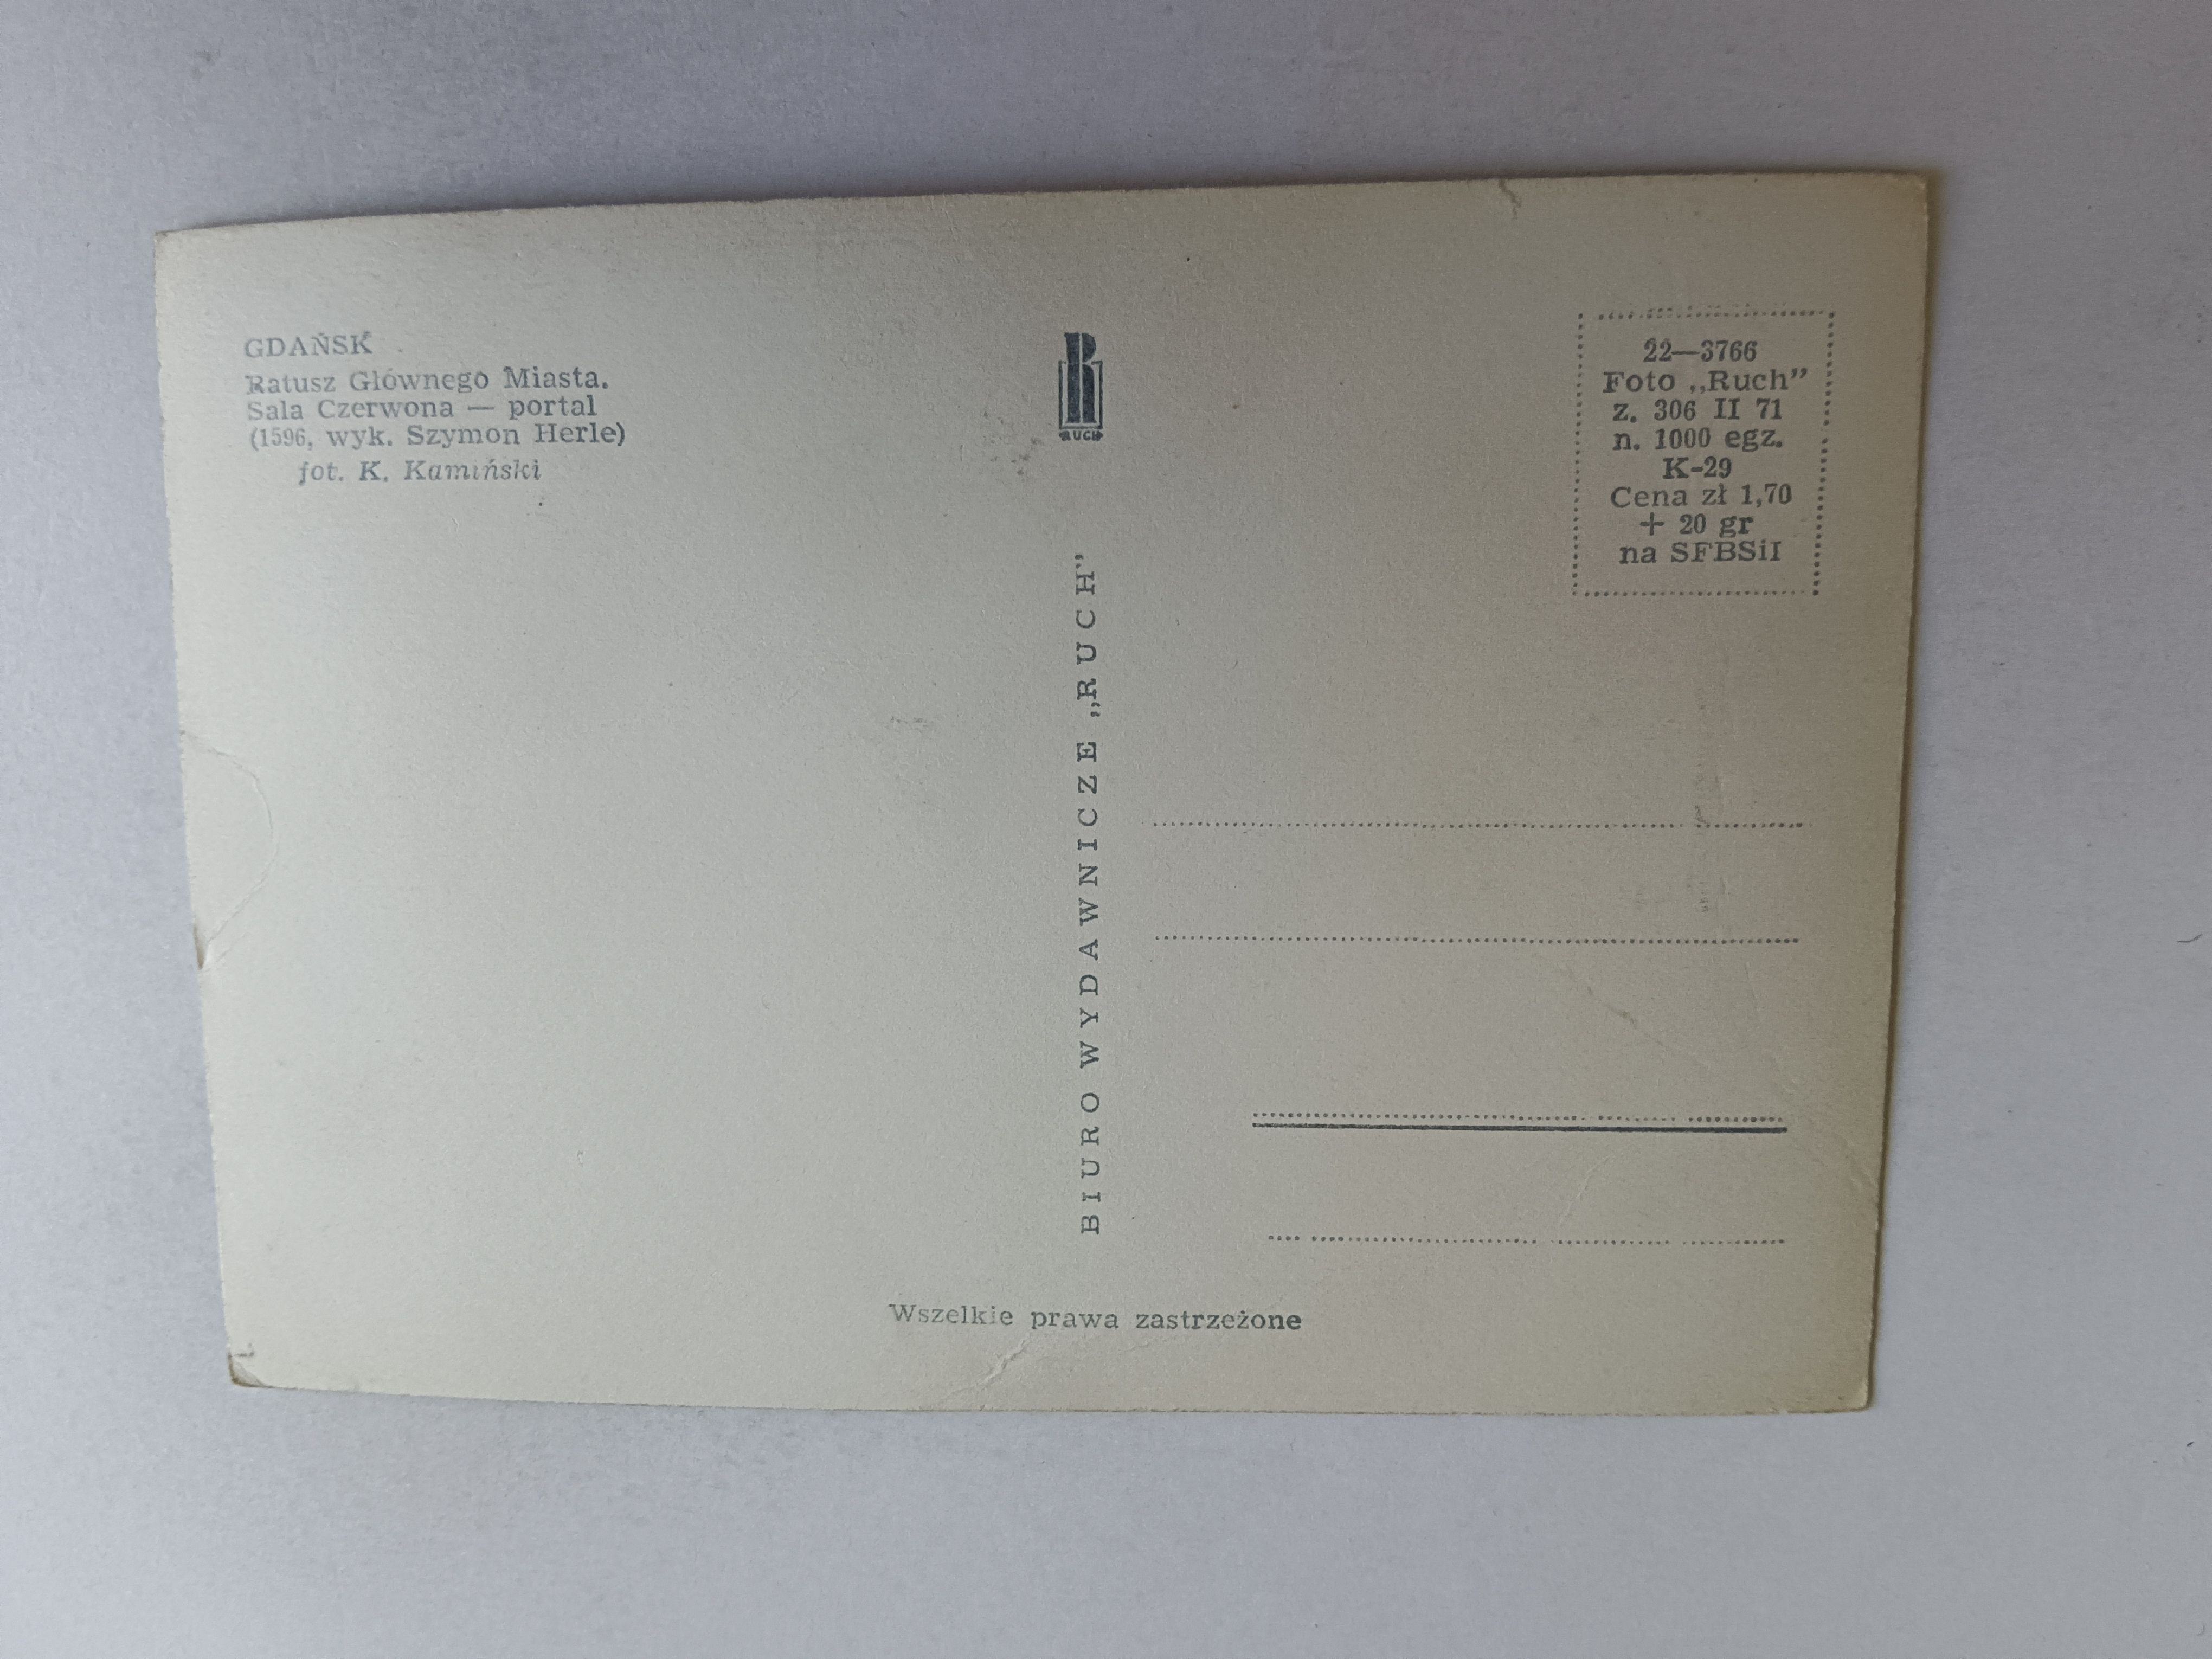 GDAŃSK
Ratusz Głównego Miasta.
Sala Czerwona — portal
(1596, wyk. Szymon Herle)
fot. K. Kamiński
R
RUCH
BIURO WYDAWNICZE „RUCH”
22—3766
Foto „Ruch”
z. 306 II 71
n. 1000 egz.
K-29
Cena zł 1,70
+ 20 gr
na SFBSiI
Wszelkie prawa zastrzeżone